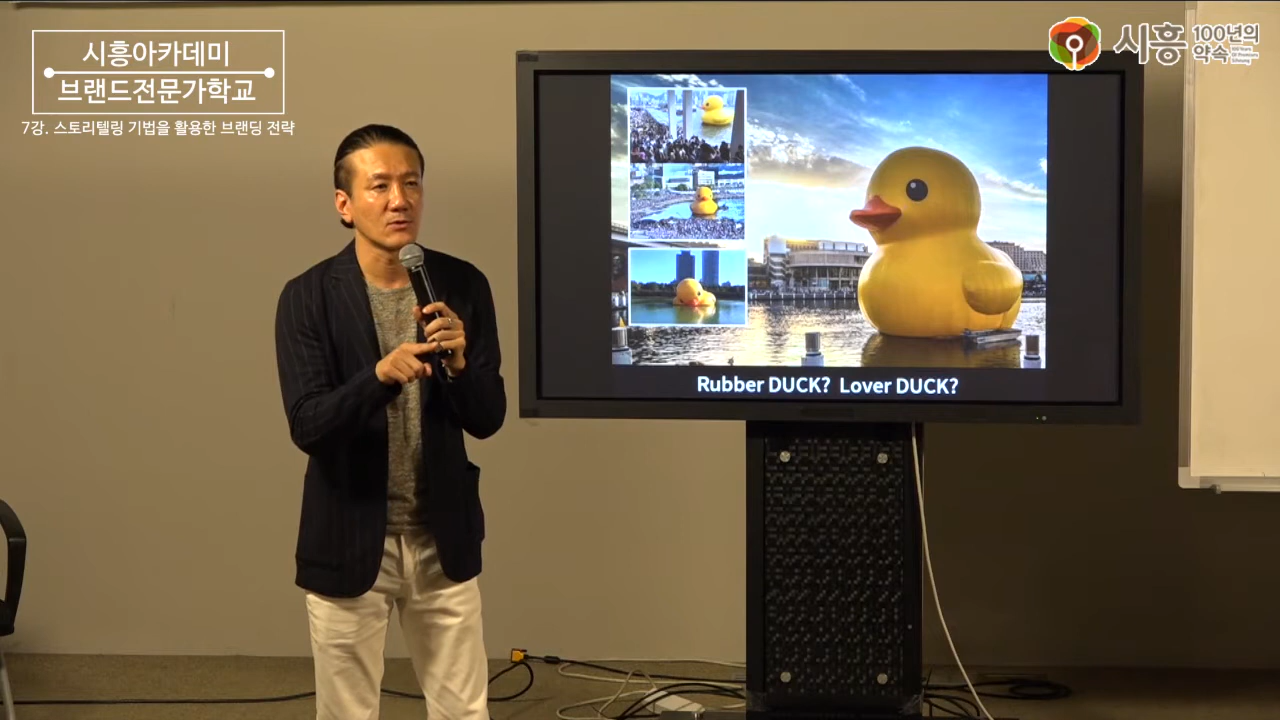 시흥아카데미
브랜드전문가학교
7강. 스토리텔링 기법을 활용한 브랜딩 전략
시흥
100년의
약속
Rubber DUCK? Lover DUCK?